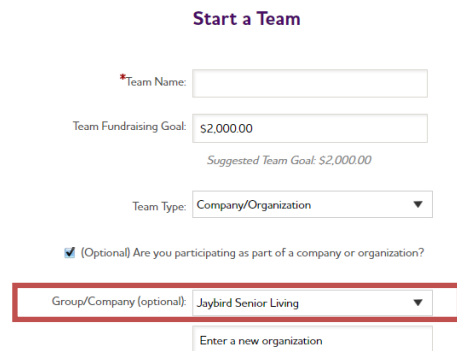 Start a Team
*Team Name:
Team Fundraising Goal: $2,000.00
Suggested Team Goal: $2,000.00
Team Type: Company/Organization
(Optional) Are you participating as part of a company or organization?
Group/Company (optional): Jaybird Senior Living
Enter a new organization